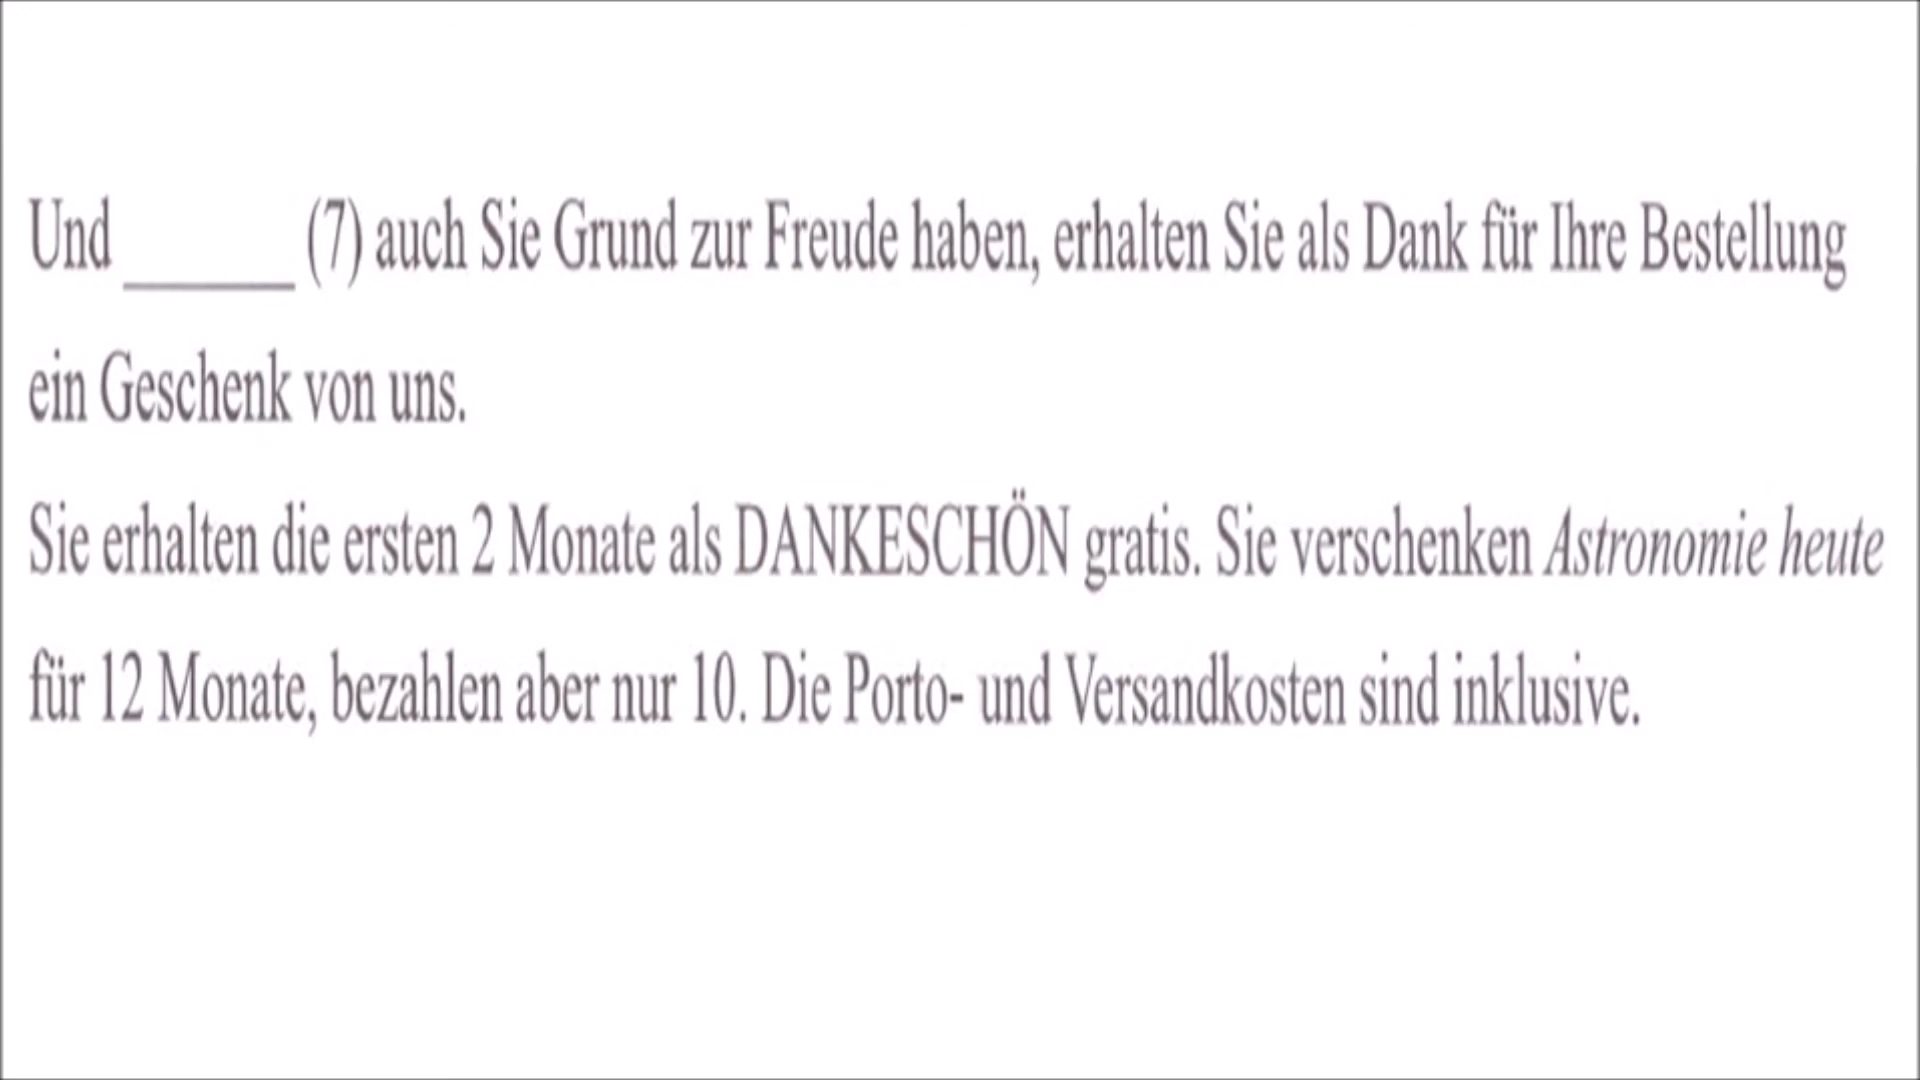 Und ______ (7) auch Sie Grund zur Freude haben, erhalten Sie als Dank für Ihre Bestellung
ein Geschenk von uns.
Sie erhalten die ersten 2 Monate als DANKESCHÖN gratis. Sie verschenken Astronomie heute
für 12 Monate, bezahlen aber nur 10. Die Porto- und Versandkosten sind inklusive.